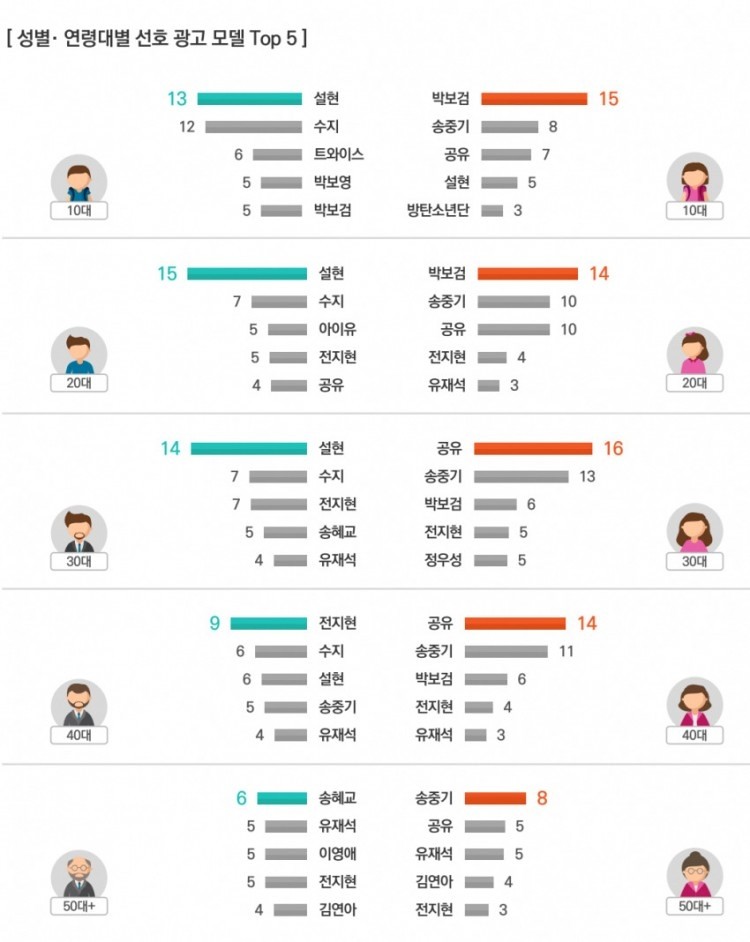 [ 성별· 연령대별 선호 광고 모델 Top 5 ]
13 설현 박보검 15
12 수지 송중기 8
6 트와이스 공유 7
5 박보영 설현 5
5 박보검 방탄소년단 3
10대 10대
15 설현 박보검 14
7 수지 송중기 10
5 아이유 공유 10
5 전지현 전지현 4
4 공유 유재석 3
20대 20대
14 설현 공유 16
7 수지 송중기 13
7 전지현 박보검 6
5 송혜교 전지현 5
4 유재석 정우성 5
30대 30대
9 전지현 공유 14
6 수지 송중기 11
6 설현 박보검 6
5 송중기 전지현 4
4 유재석 유재석 3
40대 40대
6 송혜교 송중기 8
5 유재석 공유 5
5 이영애 유재석 5
5 전지현 김연아 4
4 김연아 전지현 3
50대+ 50대+